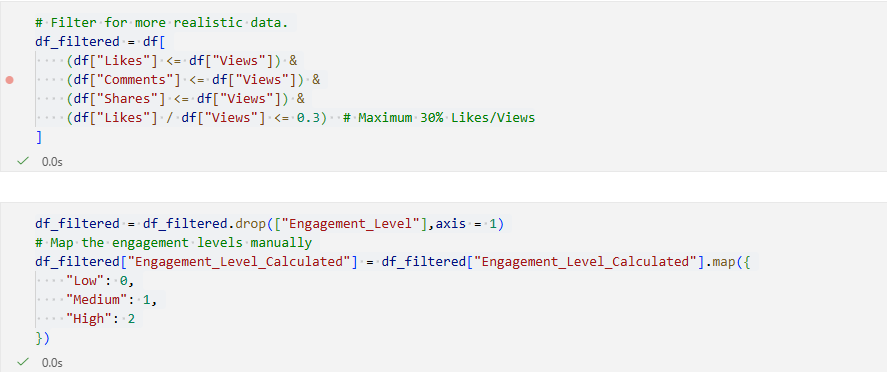 # Filter for more realistic data.
df_filtered = df[
    (df["Likes"] <= df["Views"]) &
    (df["Comments"] <= df["Views"]) &
    (df["Shares"] <= df["Views"]) &
    (df["Likes"] / df["Views"] <= 0.3)  # Maximum 30% Likes/Views
]
0.0s
df_filtered = df_filtered.drop(["Engagement_Level"],axis = 1)
# Map the engagement levels manually
df_filtered["Engagement_Level_Calculated"] = df_filtered["Engagement_Level_Calculated"].map({
    "Low": 0,
    "Medium": 1,
    "High": 2
})
0.0s